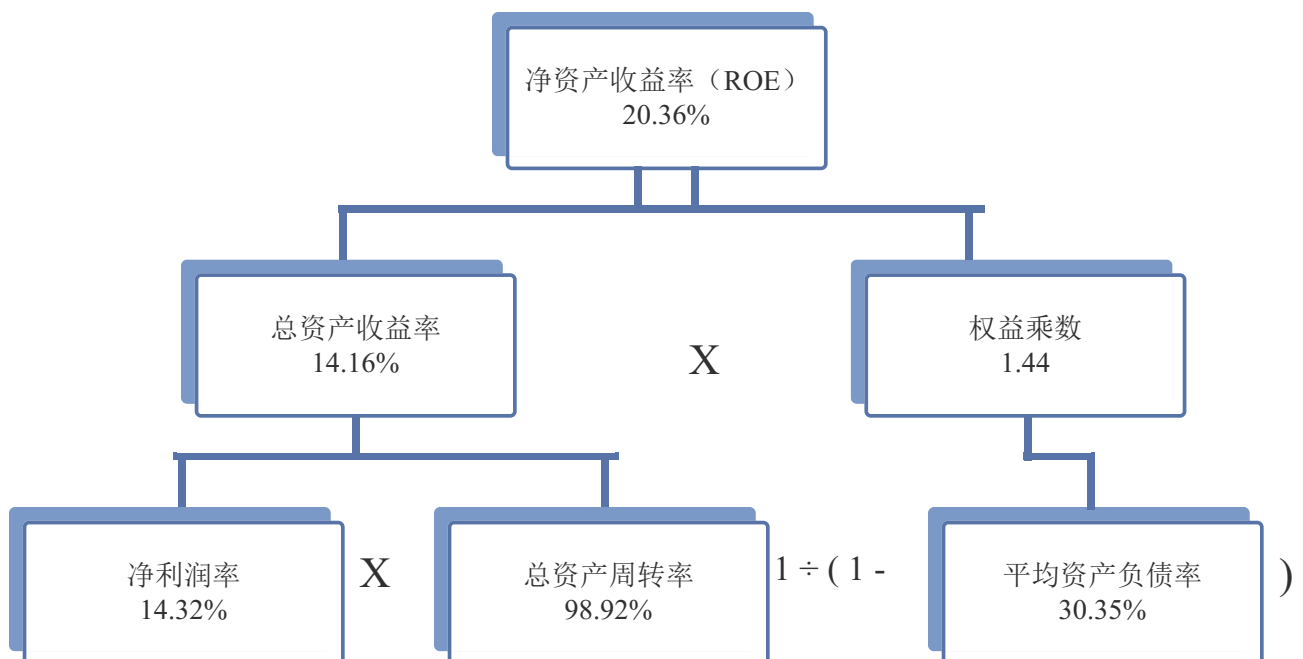 净资产收益率（ROE）
20.36%
总资产收益率
14.16%
X
权益乘数
1.44
净利润率
14.32%
X
总资产周转率
98.92%
1 ÷ ( 1 -
平均资产负债率
30.35%
)